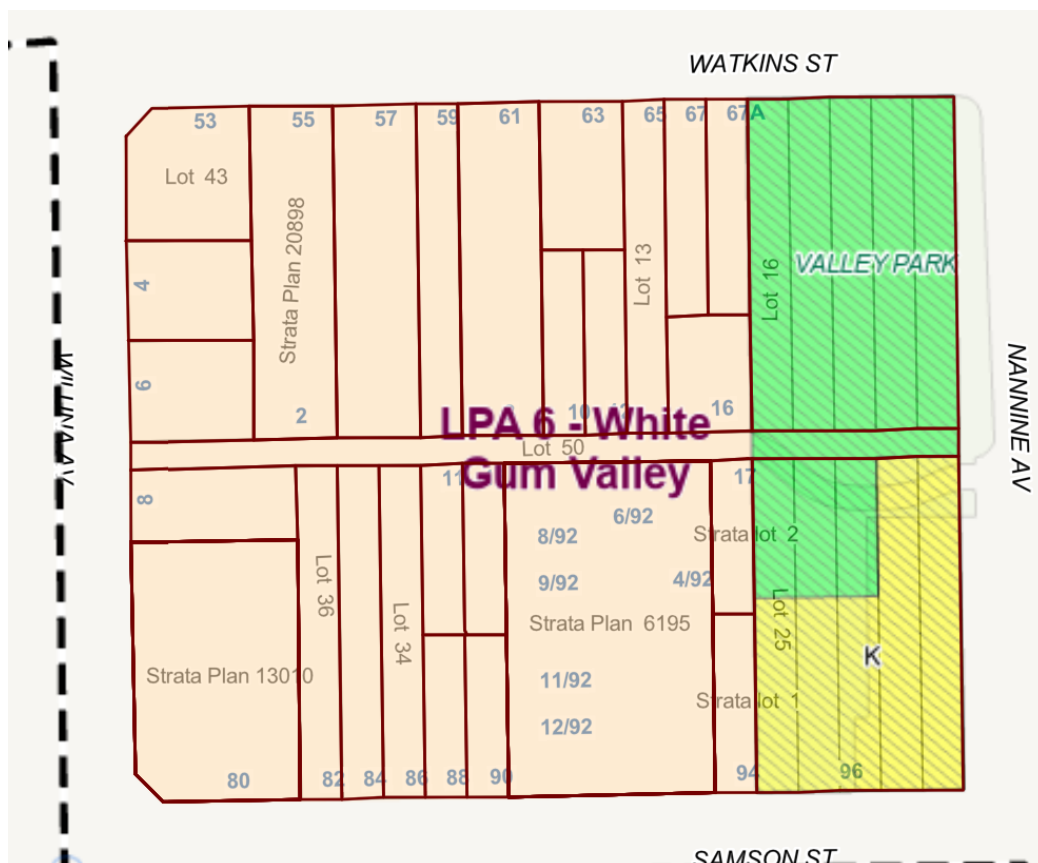 WATKINS ST
53
55
57
59
61
63
65
67
67A
Lot 43
Strata Plan 20898
Lot 13
Lot 16
VALLEY PARK
4
6
WILUNA AV
NANNINE AV
2
10
16
LPA 6 - White
Gum Valley
Lot 50
8
11
17
6/92
8/92
Strata lot 2
4/92
9/92
Lot 36
Lot 34
Lot 25
Strata Plan 6195
K
Strata Plan 13010
11/92
Strata lot 1
12/92
80
82
84
86
88
90
94
96
SAMSON ST